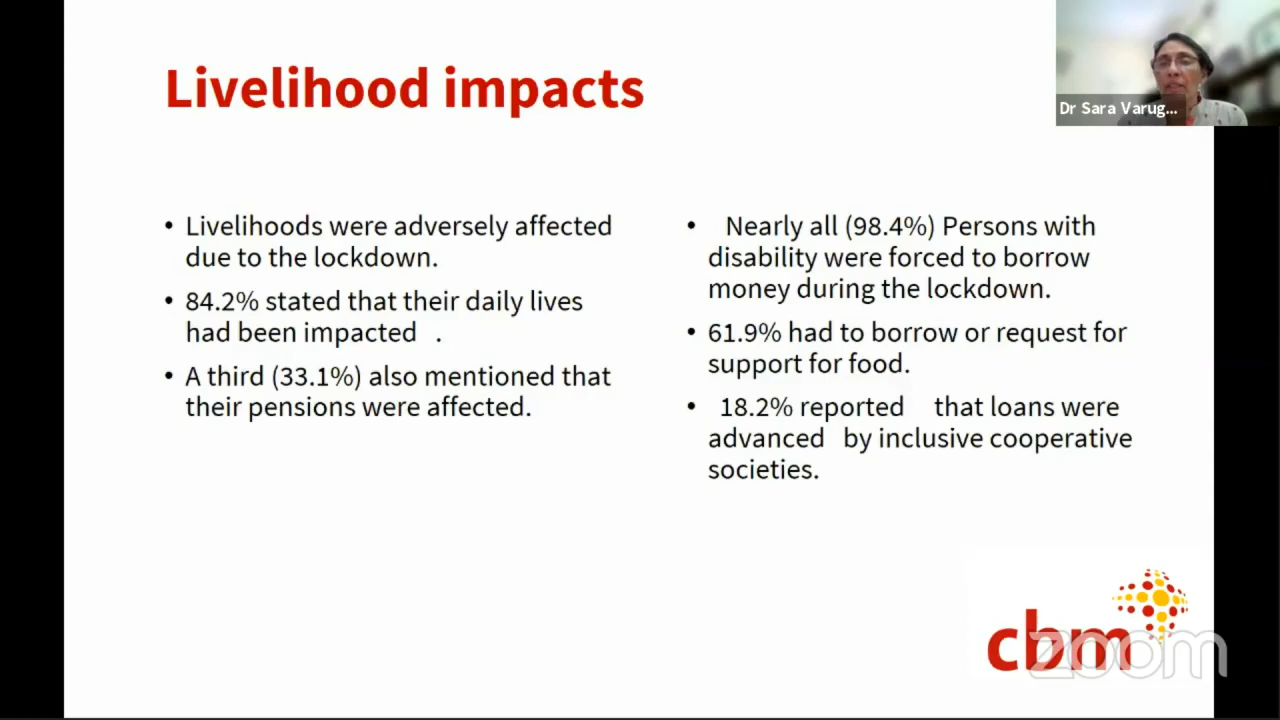 Livelihood impacts
Dr Sara Varug...
• Livelihoods were adversely affected
due to the lockdown.
• 84.2% stated that their daily lives
had been impacted .
• A third (33.1%) also mentioned that
their pensions were affected.
• Nearly all (98.4%) Persons with
disability were forced to borrow
money during the lockdown.
• 61.9% had to borrow or request for
support for food.
• 18.2% reported that loans were
advanced by inclusive cooperative
societies.
cbm
zoom